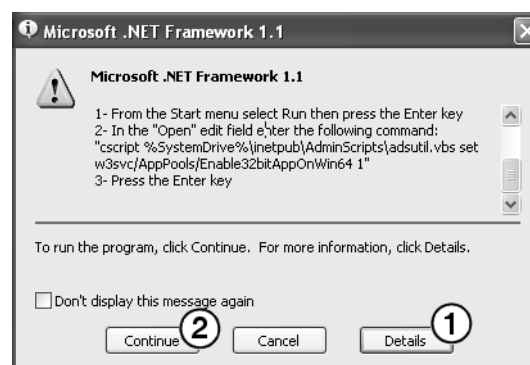 Microsoft .NET Framework 1.1
Microsoft .NET Framework 1.1
1- From the Start menu select Run then press the Enter key
2- In the "Open" edit field enter the following command:
"cscript %SystemDrive%\inetpub\AdminScripts\adsutil.vbs set
w3svc/AppPools/Enable32bitAppOnWin64 1"
3- Press the Enter key
To run the program, click Continue. For more information, click Details.
Don't display this message again
Continue 2 Cancel Details 1